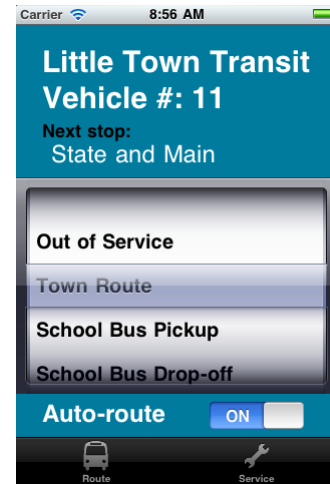 Carrier 8:56 AM
Little Town Transit
Vehicle #: 11
Next stop:
State and Main
Out of Service
Town Route
School Bus Pickup
School Bus Drop-off
Auto-route ON
Route Service